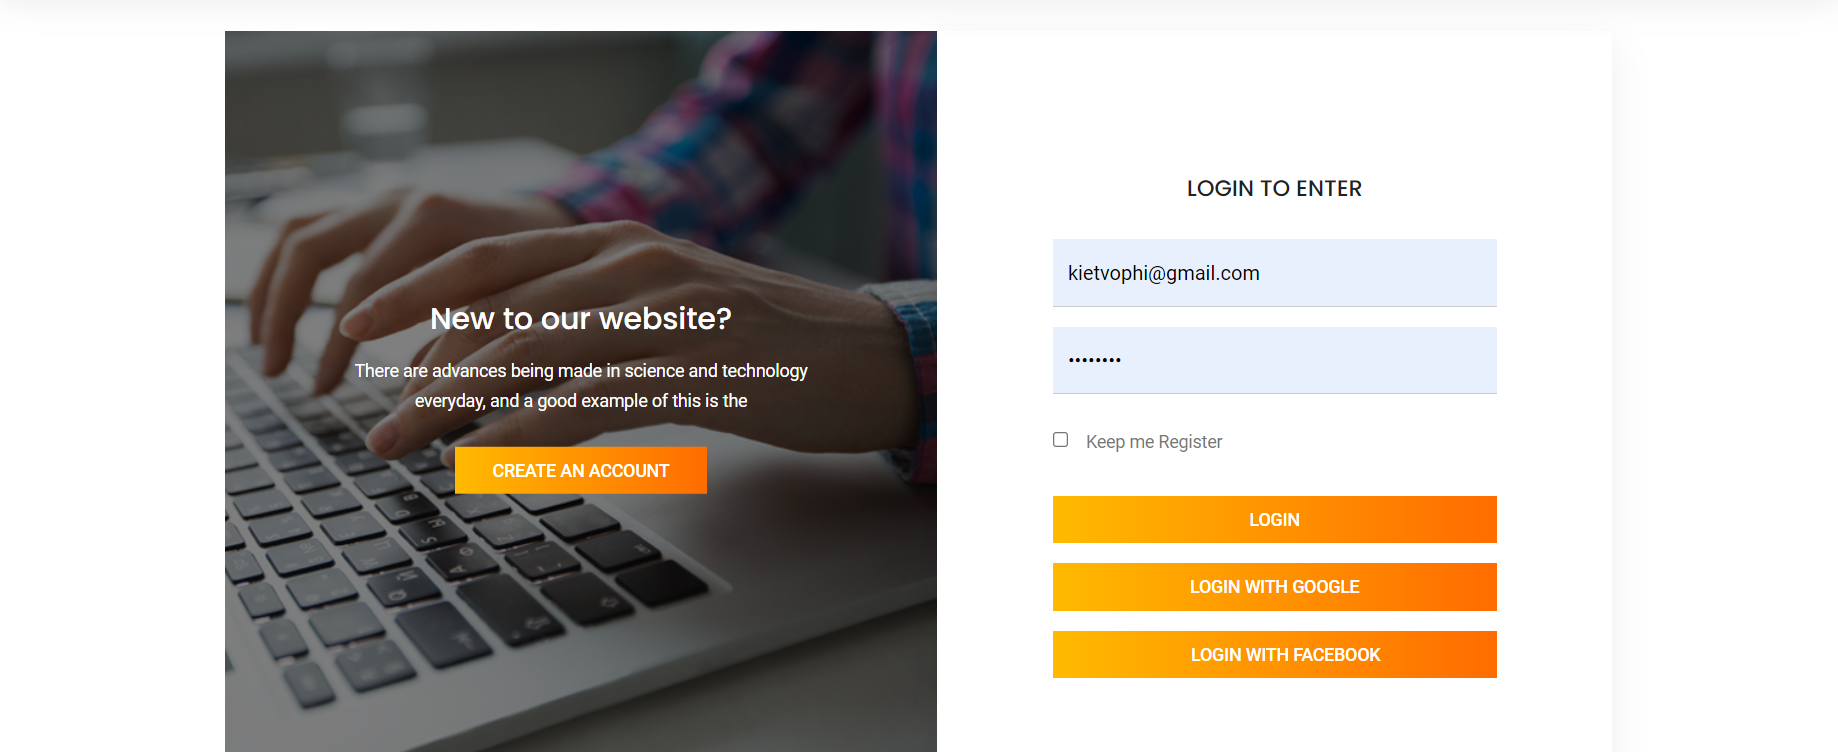 New to our website?
There are advances being made in science and technology
everyday, and a good example of this is the
CREATE AN ACCOUNT
LOGIN TO ENTER
kietvophi@gmail.com
••••••••
Keep me Register
LOGIN
LOGIN WITH GOOGLE
LOGIN WITH FACEBOOK